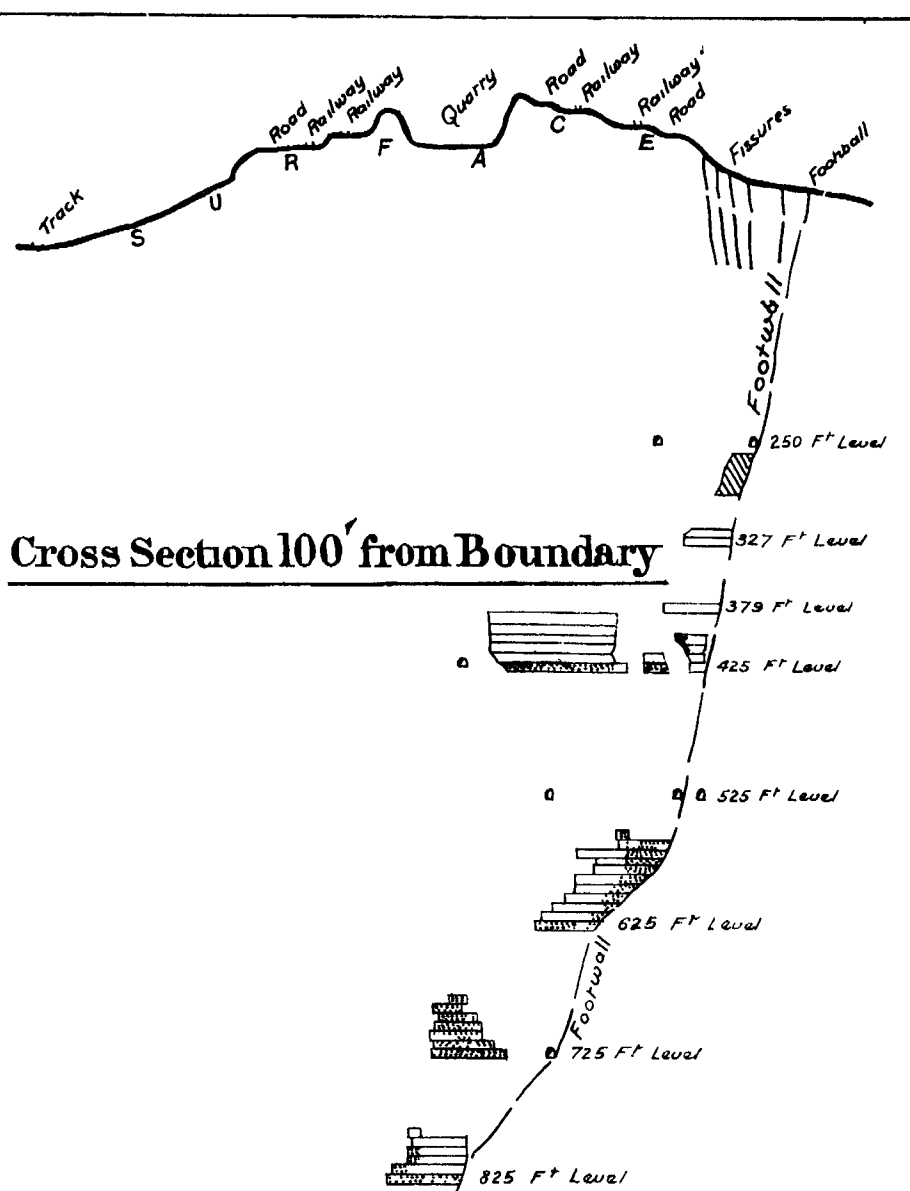 Track
S
U
Road
R
Railway
Railway
F
Quarry
A
Road
C
Railway
Railway
E
Road
Fissures
Footwall
Footwall
250 Ft Level
Cross Section 100' from Boundary
327 Ft Level
379 Ft Level
425 Ft Level
525 Ft Level
625 Ft Level
Footwall
725 Ft Level
825 Ft Level